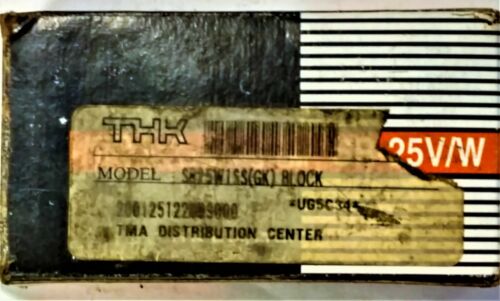 THK
25V/W
MODEL : SR25W1SS(GK) BLOCK
*UG5C34*
TMA DISTRIBUTION CENTER